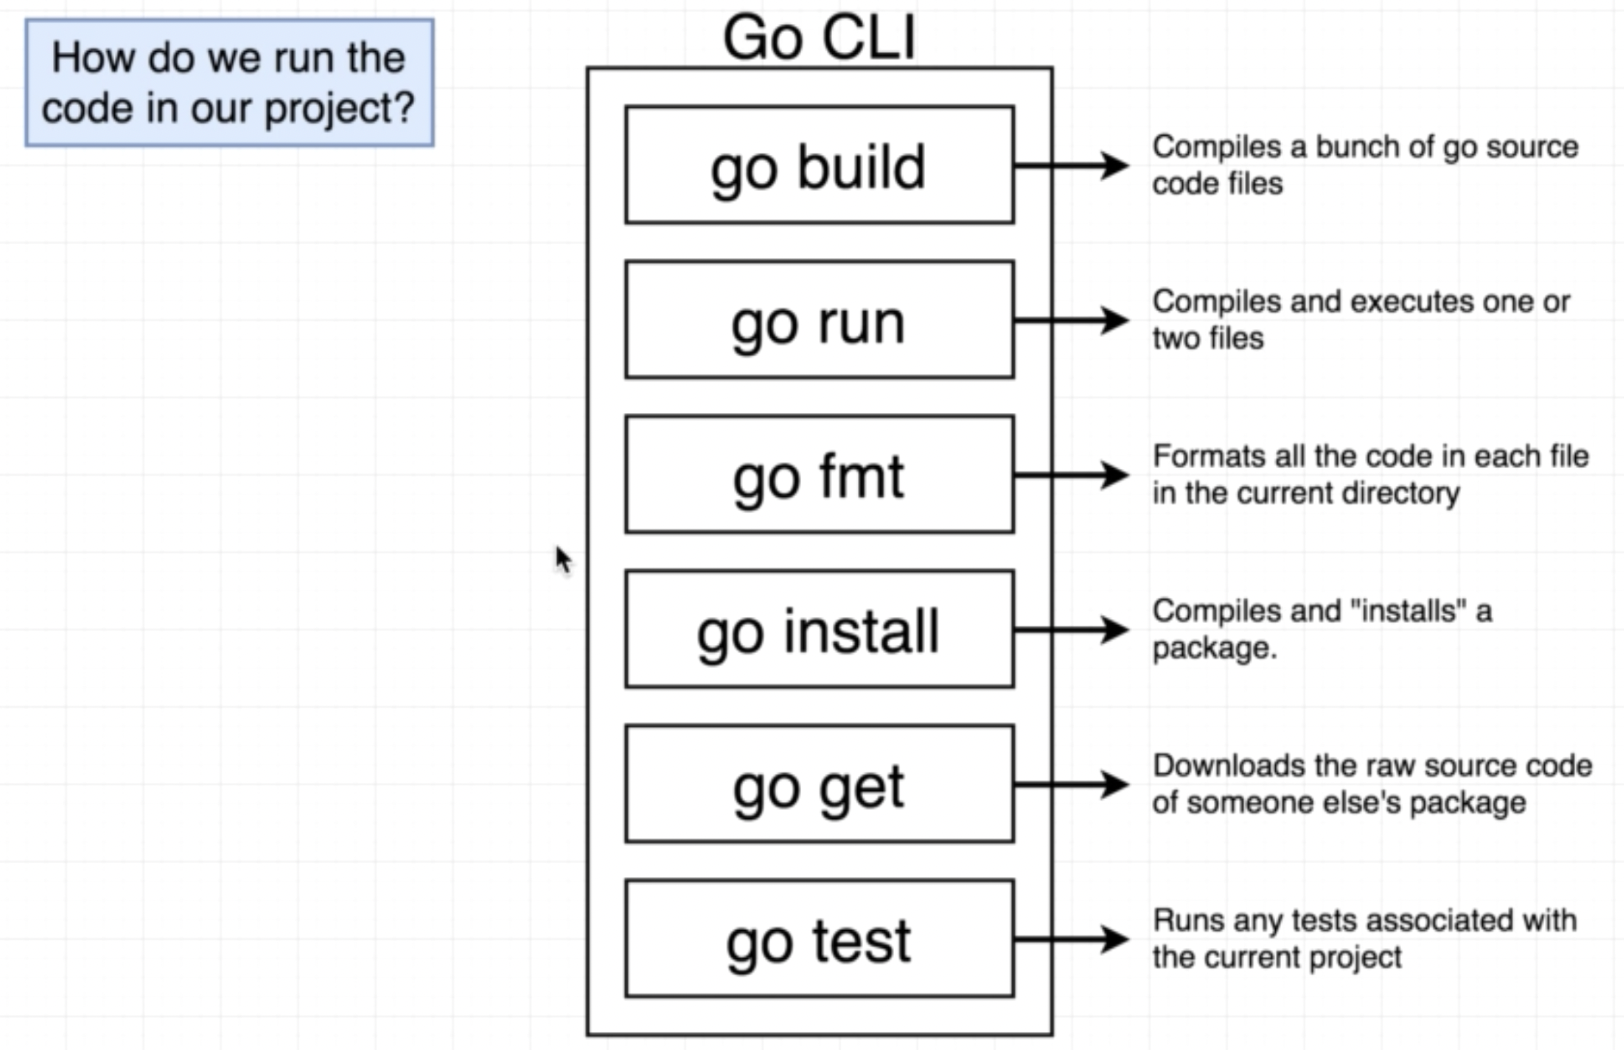 How do we run the
code in our project?
Go CLI
go build
Compiles a bunch of go source
code files
go run
Compiles and executes one or
two files
go fmt
Formats all the code in each file
in the current directory
go install
Compiles and "installs" a
package.
go get
Downloads the raw source code
of someone else's package
go test
Runs any tests associated with
the current project